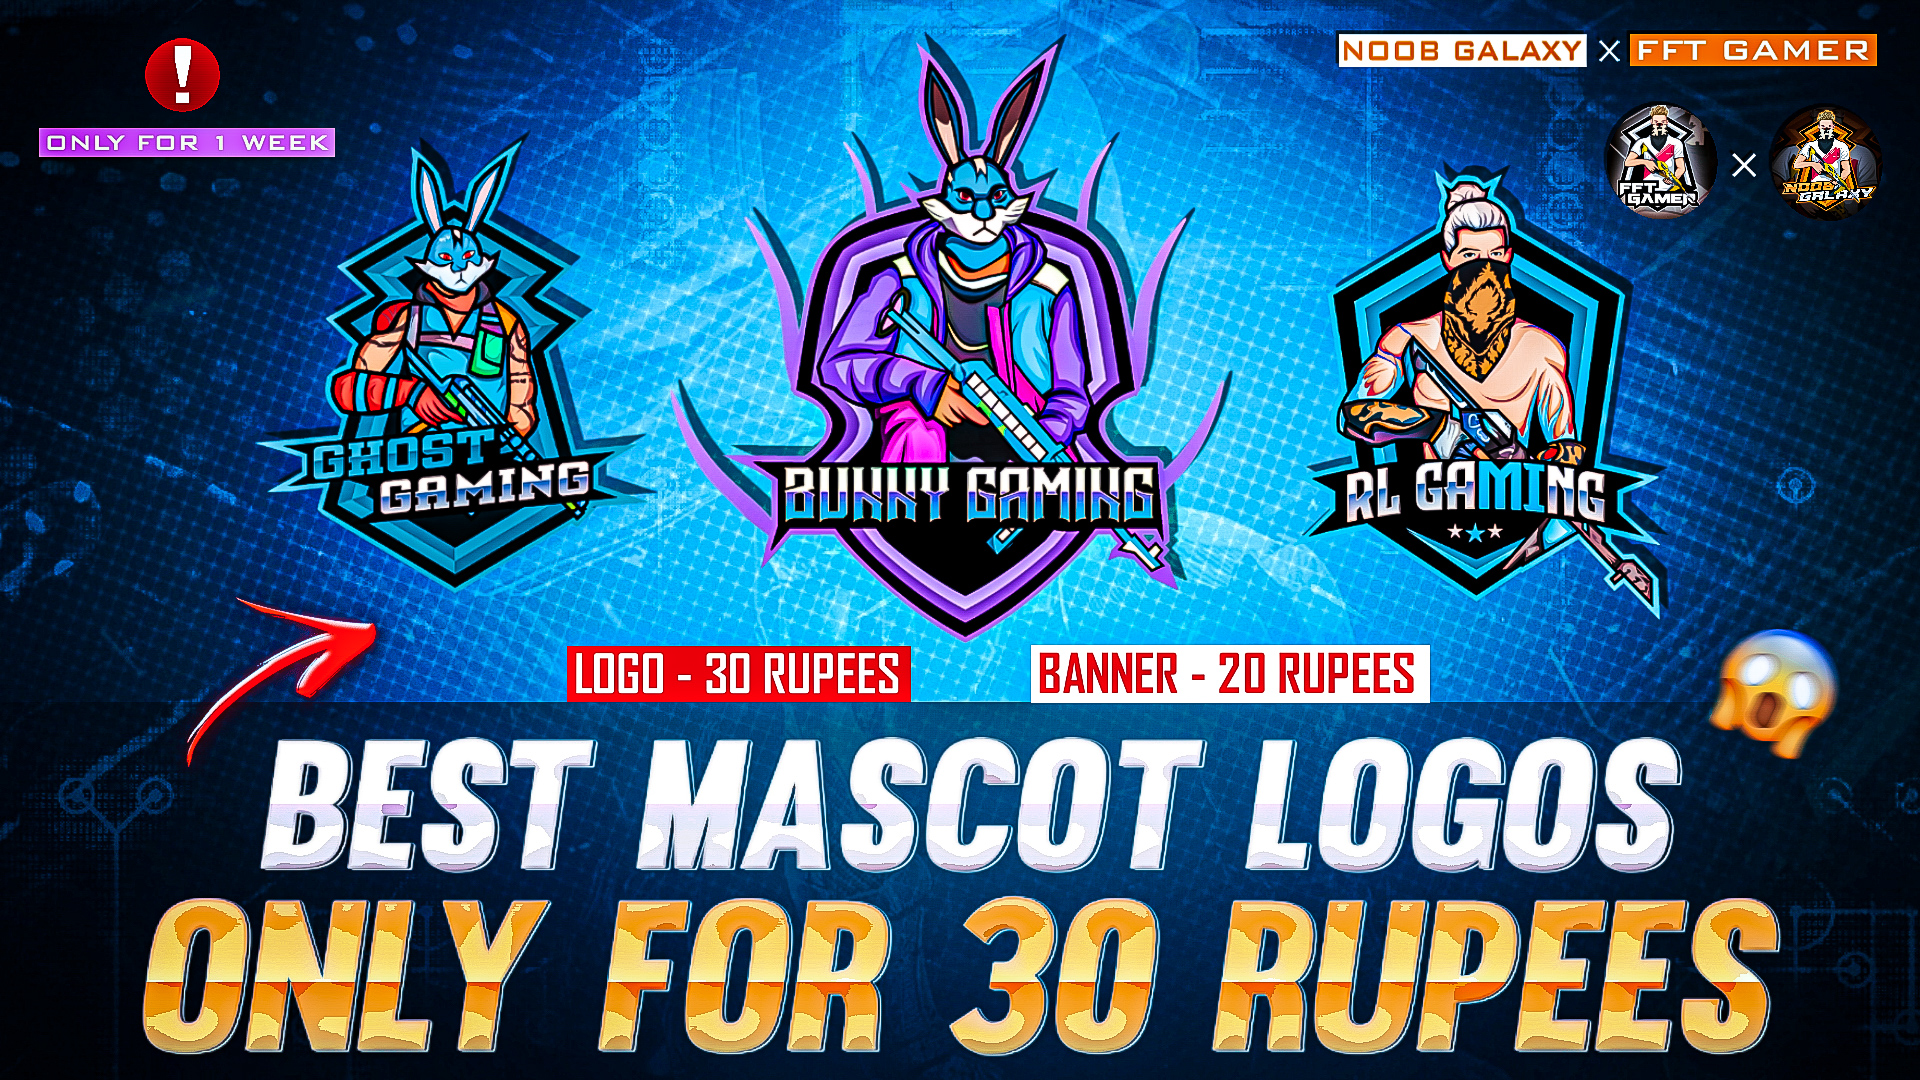 NOOB GALAXY X FFT GAMER
ONLY FOR 1 WEEK
FFT
GAMER
X
NOOB
GALAXY
GHOST
GAMING
BUNNY GAMING
RL GAMING
LOGO - 30 RUPEES
BANNER - 20 RUPEES
BEST MASCOT LOGOS
ONLY FOR 30 RUPEES